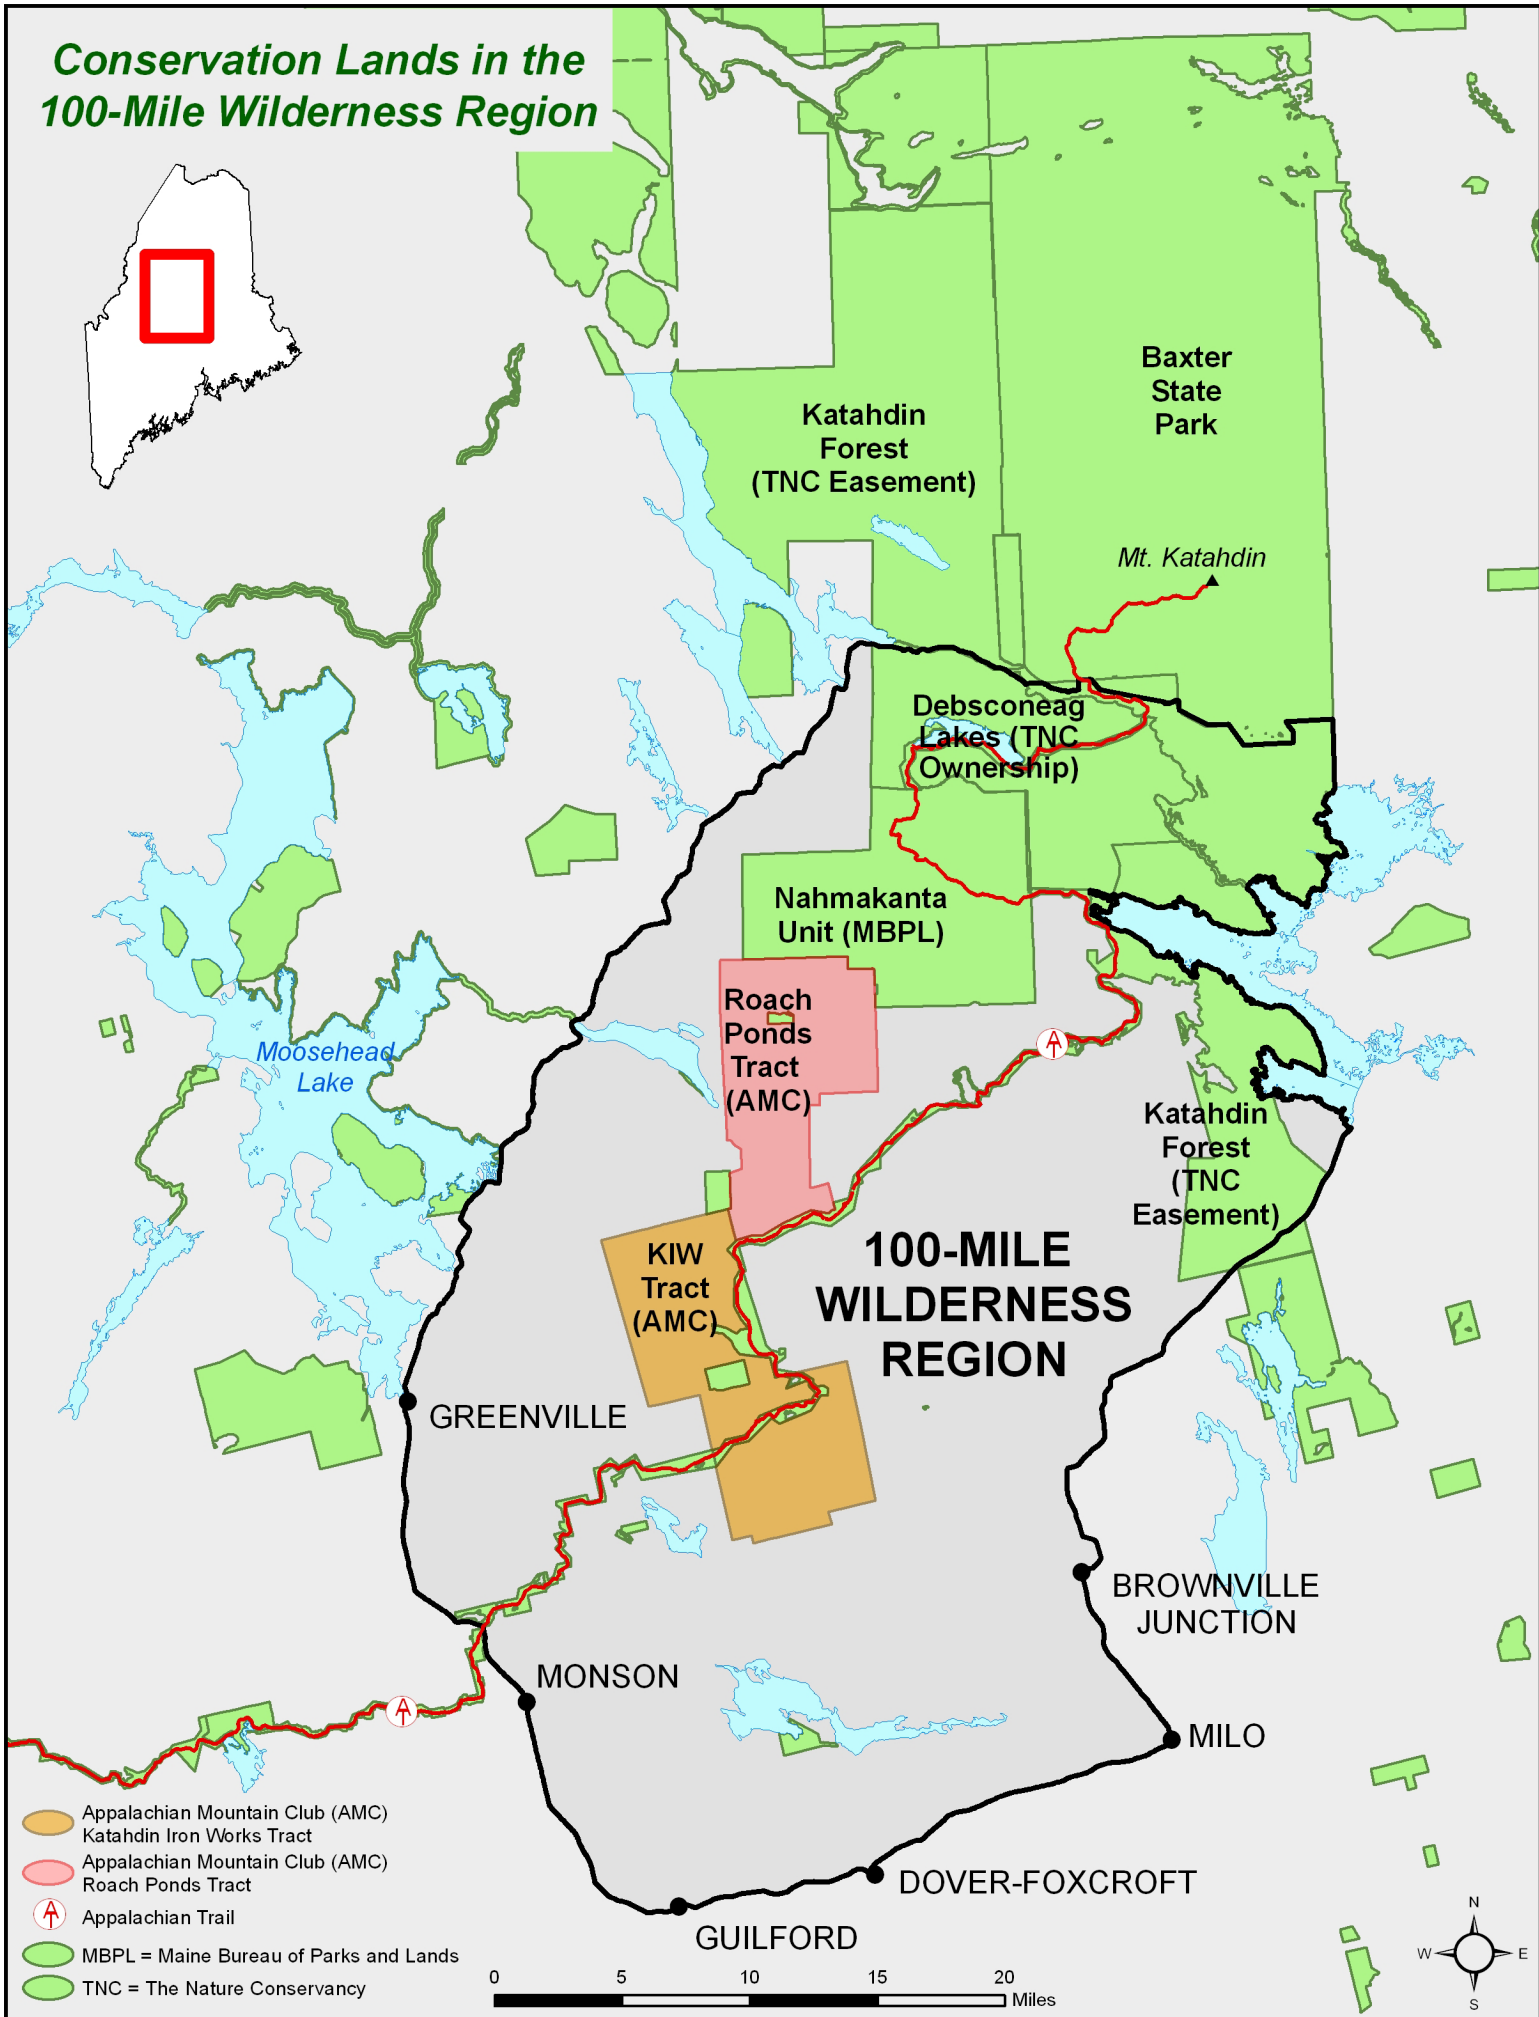 Conservation Lands in the
100-Mile Wilderness Region
Baxter
State
Park
Katahdin
Forest
(TNC Easement)
Mt. Katahdin
Debsconeag
Lakes (TNC
Ownership)
Nahmakanta
Unit (MBPL)
Roach
Ponds
Tract
(AMC)
Moosehead
Lake
Katahdin
Forest
(TNC
Easement)
KIW
Tract
(AMC)
100-MILE
WILDERNESS
REGION
GREENVILLE
BROWNVILLE
JUNCTION
MONSON
MILO
DOVER-FOXCROFT
GUILFORD
Appalachian Mountain Club (AMC)
Katahdin Iron Works Tract
Appalachian Mountain Club (AMC)
Roach Ponds Tract
Appalachian Trail
MBPL = Maine Bureau of Parks and Lands
TNC = The Nature Conservancy
0 5 10 15 20
Miles
N
W E
S